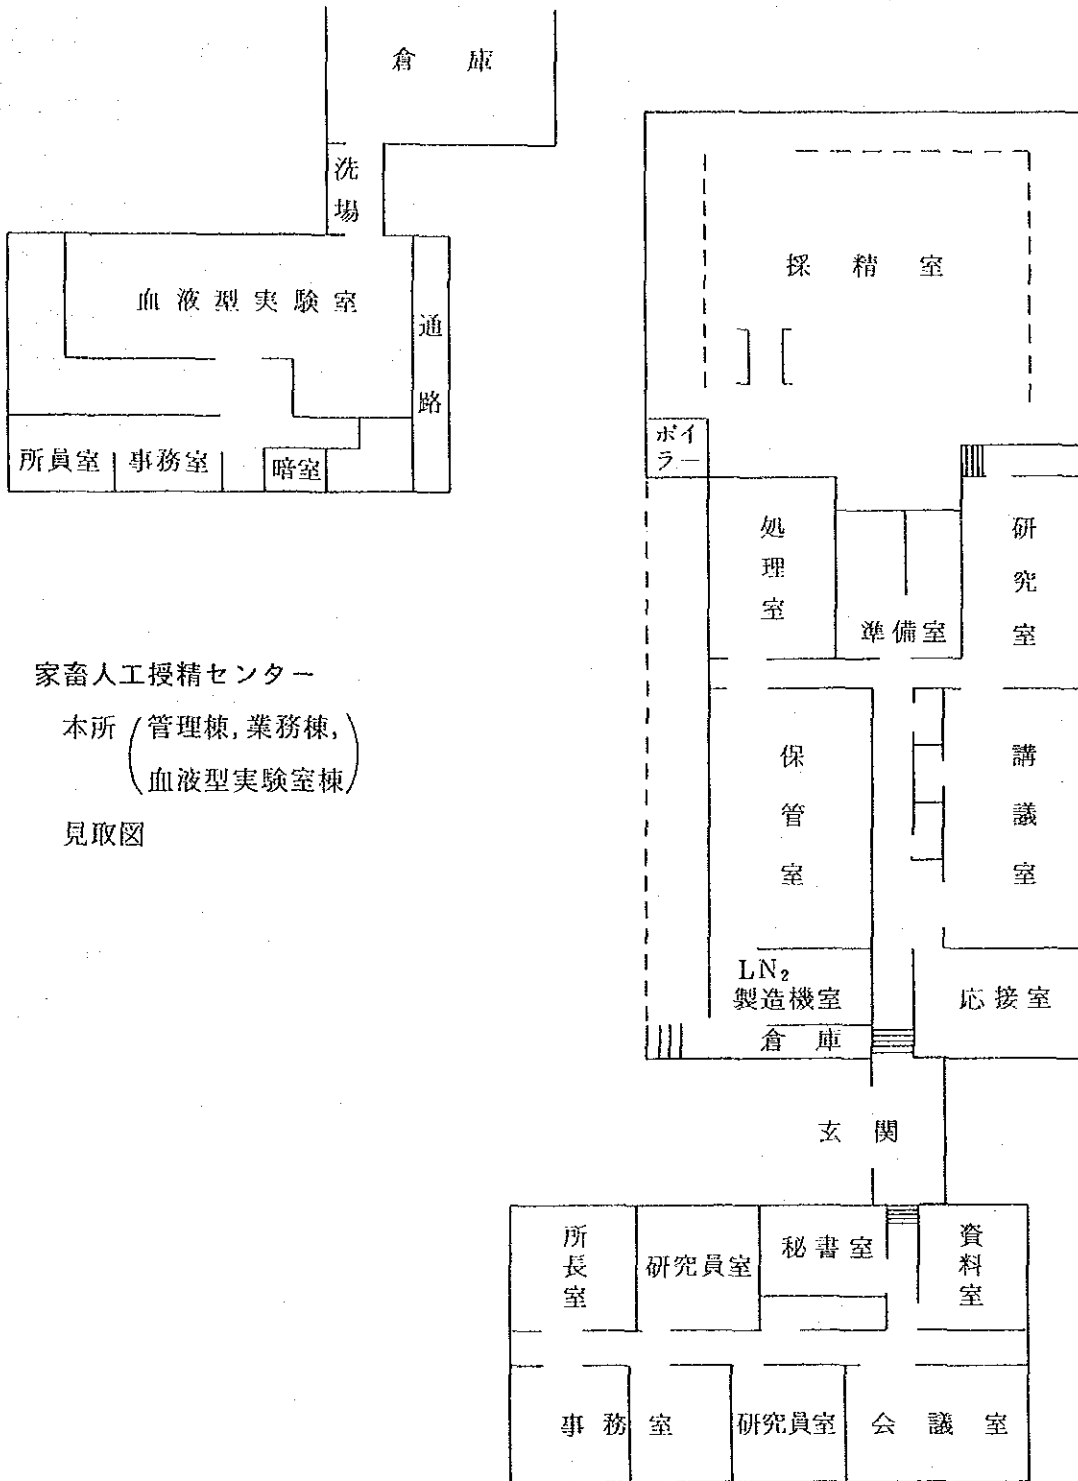 倉庫
洗場
血液型実験室
通路
所員室
事務室
暗室
家畜人工授精センター
本所(管理棟,業務棟,
血液型実験室棟)
見取図
採精室
ボイ
ラー
処理室
準備室
研究室
保管室
講議室
LN₂
製造機室
応接室
倉庫
玄関
所長室
研究員室
秘書室
資料室
事務室
研究員室
会議室